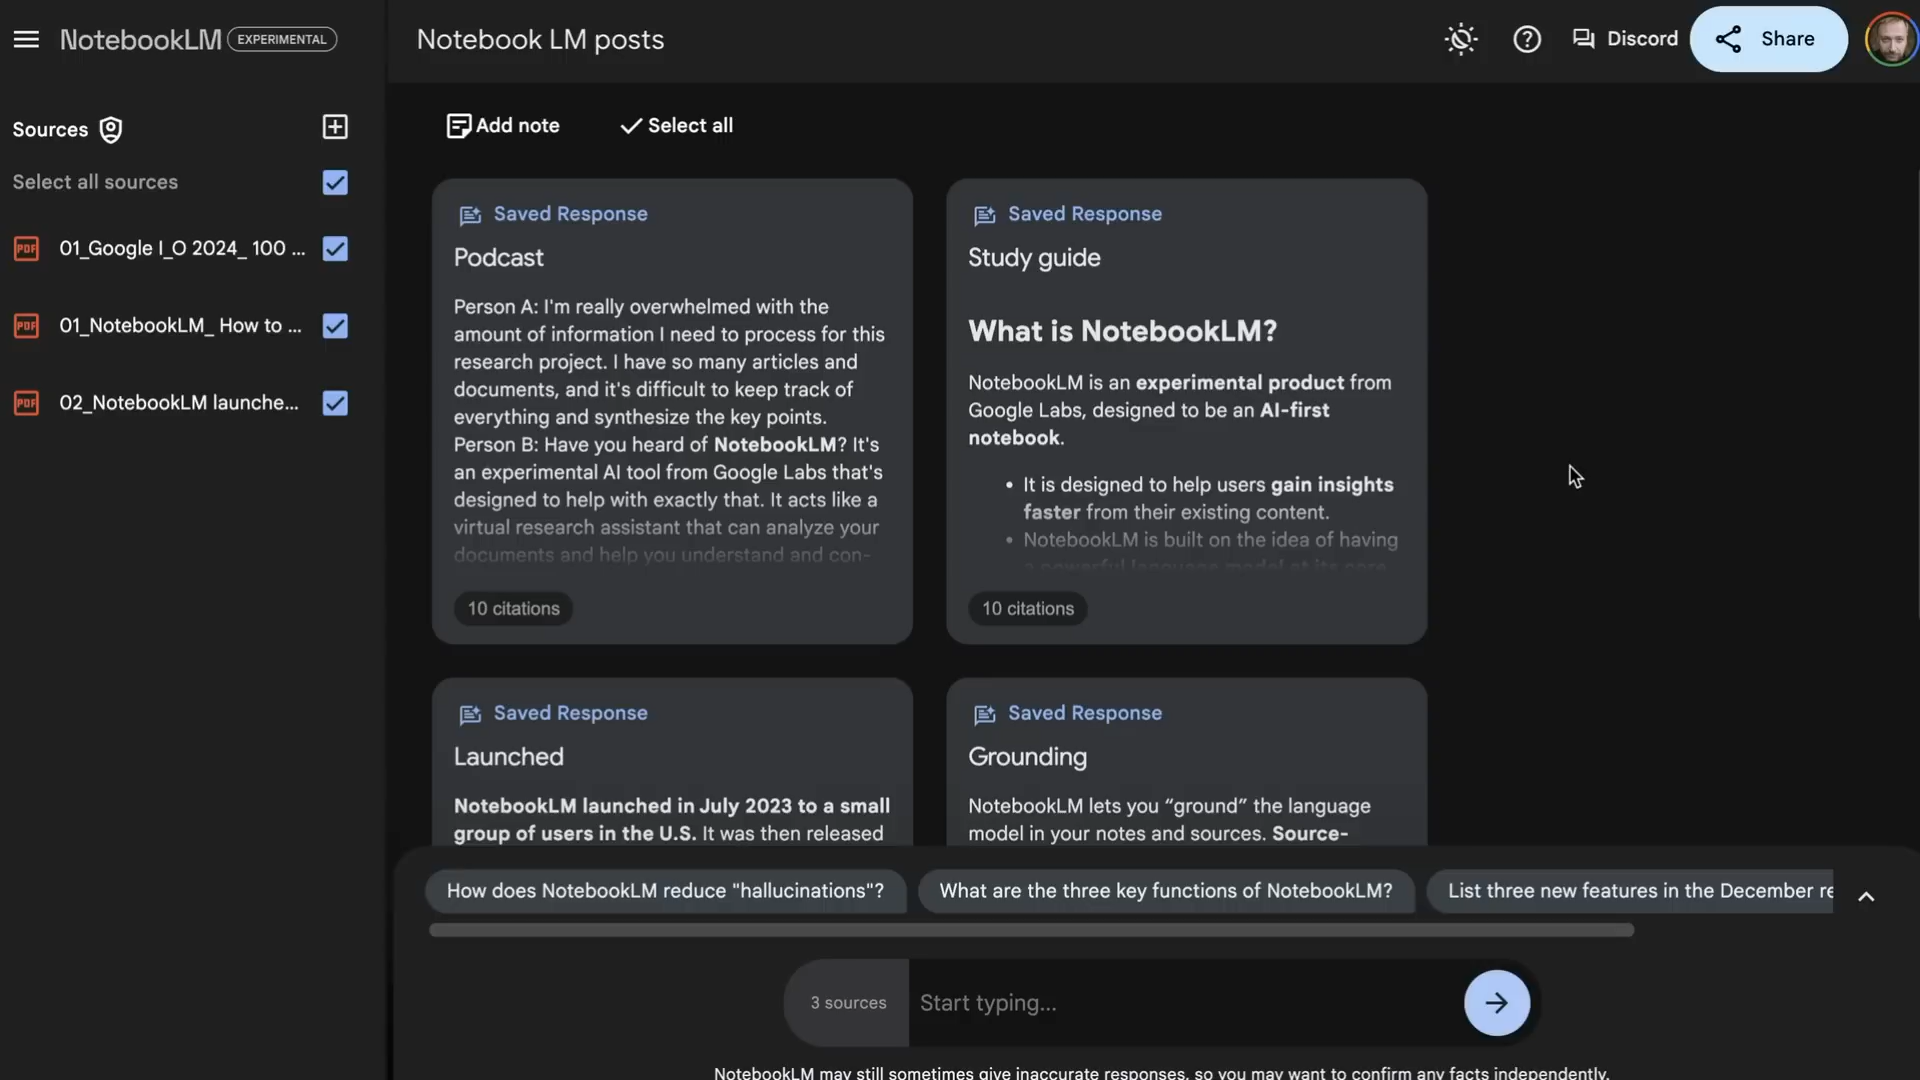 NotebookLM EXPERIMENTAL
Notebook LM posts
Discord
Share
Sources
Select all sources
PDF 01_Google I_O 2024_ 100 ...
PDF 01_NotebookLM_ How to ...
PDF 02_NotebookLM launche...
Add note
Select all
Saved Response
Podcast
Person A: I'm really overwhelmed with the
amount of information I need to process for this
research project. I have so many articles and
documents, and it's difficult to keep track of
everything and synthesize the key points.
Person B: Have you heard of NotebookLM? It's
an experimental AI tool from Google Labs that's
designed to help with exactly that. It acts like a
virtual research assistant that can analyze your
documents and help you understand and con-
10 citations
Saved Response
Study guide
What is NotebookLM?
NotebookLM is an experimental product from
Google Labs, designed to be an AI-first
notebook.
• It is designed to help users gain insights
faster from their existing content.
• NotebookLM is built on the idea of having
a powerful language model at its core
10 citations
Saved Response
Launched
NotebookLM launched in July 2023 to a small
group of users in the U.S. It was then released
Saved Response
Grounding
NotebookLM lets you “ground” the language
model in your notes and sources. Source-
How does NotebookLM reduce "hallucinations"?
What are the three key functions of NotebookLM?
List three new features in the December re
3 sources
Start typing...
NotebookLM may still sometimes give inaccurate responses, so you may want to confirm any facts independently.